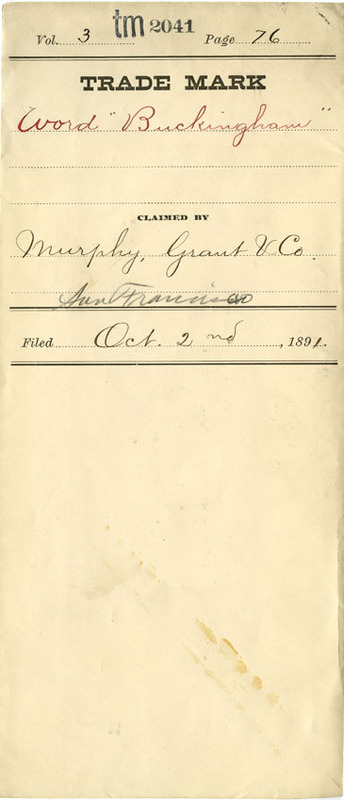 Vol. 3 tm 2041 Page 76
TRADE MARK
Word "Buckingham"
CLAIMED BY
Murphy, Grant & Co.
San Francisco
Filed Oct. 2nd, 1891.